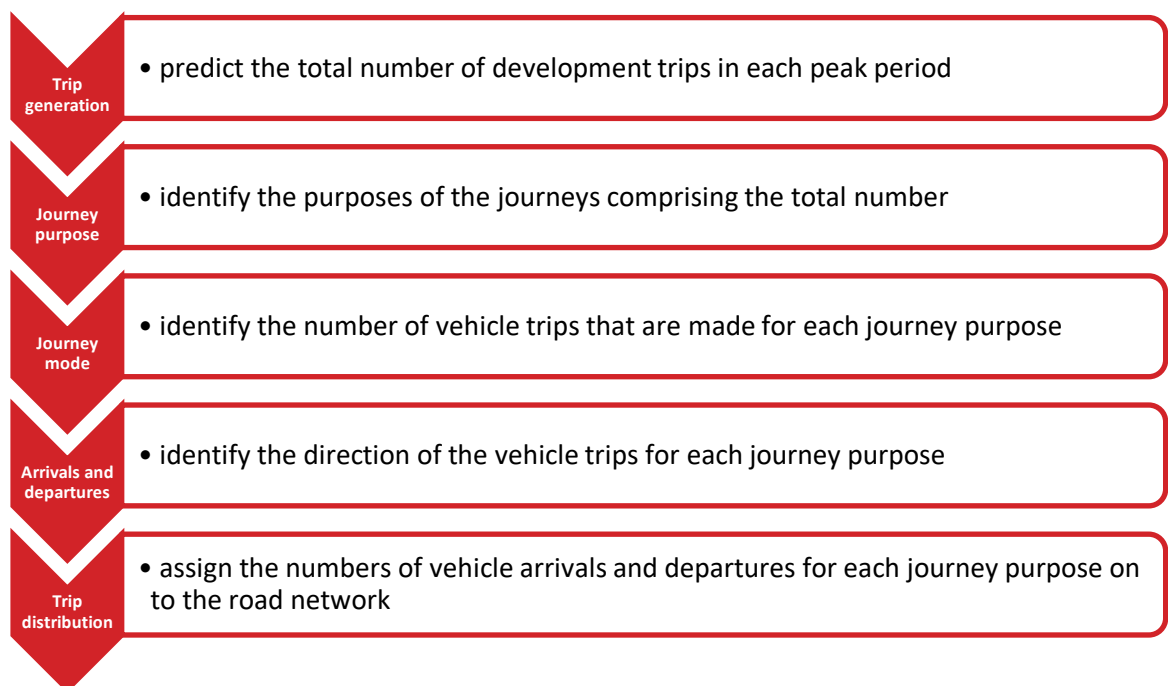 Trip
generation
• predict the total number of development trips in each peak period
Journey
purpose
• identify the purposes of the journeys comprising the total number
Journey
mode
• identify the number of vehicle trips that are made for each journey purpose
Arrivals and
departures
• identify the direction of the vehicle trips for each journey purpose
Trip
distribution
• assign the numbers of vehicle arrivals and departures for each journey purpose on
to the road network